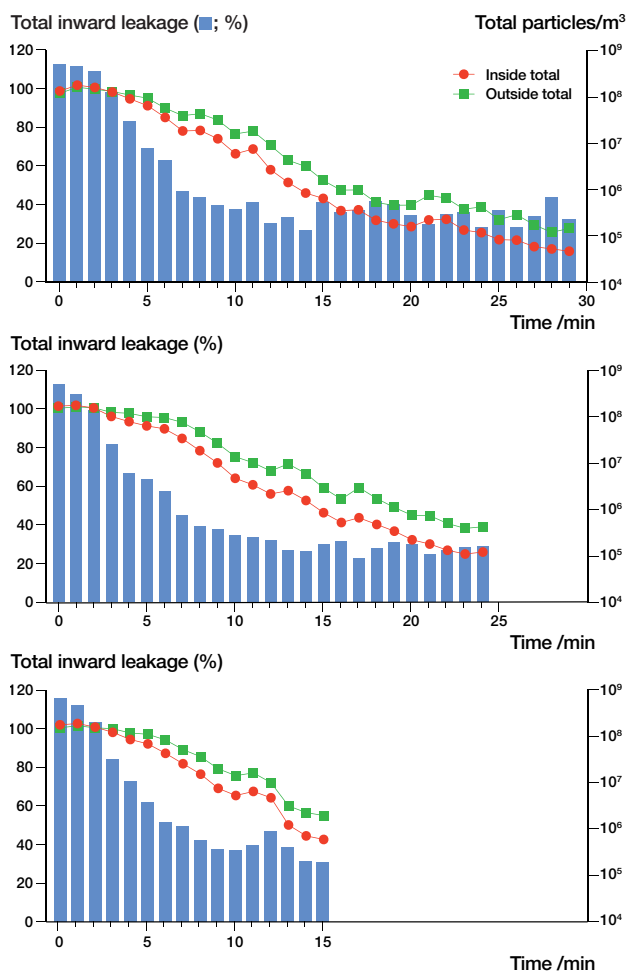 Total inward leakage (■; %) Total particles/m³
120 10⁹
Inside total
100 10⁸
Outside total
80 10⁷
60
40 10⁶
20 10⁵
0 10⁴
0 5 10 15 20 25 30
Time /min
Total inward leakage (%)
120 10⁹
100 10⁸
80 10⁷
60
40 10⁶
20 10⁵
0 10⁴
0 5 10 15 20 25
Time /min
Total inward leakage (%)
120 10⁹
100 10⁸
80 10⁷
60
40 10⁶
20 10⁵
0 10⁴
0 5 10 15
Time /min